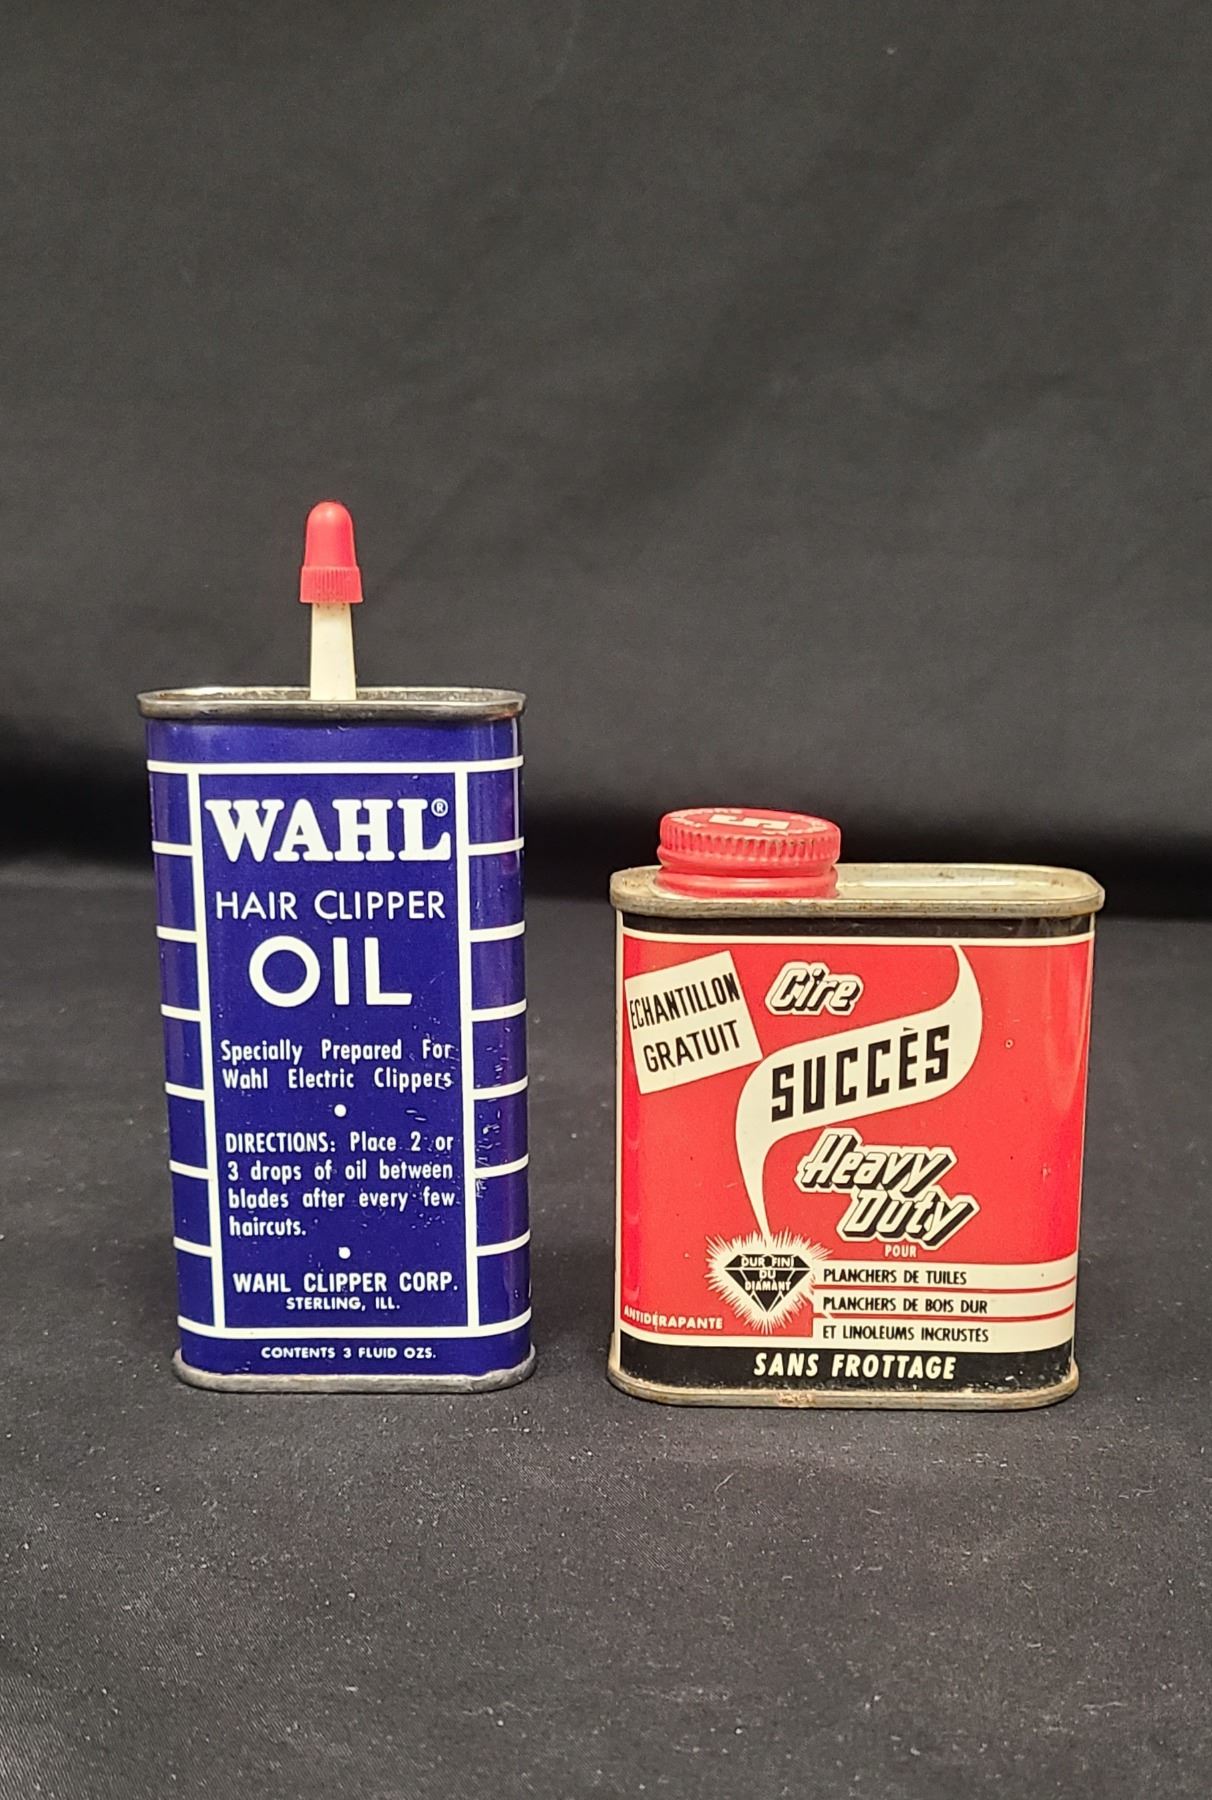 WAHL®
HAIR CLIPPER
OIL
Specially Prepared For
Wahl Electric Clippers
DIRECTIONS: Place 2 or
3 drops of oil between
blades after every few
haircuts.
WAHL CLIPPER CORP.
STERLING, ILL.
CONTENTS 3 FLUID OZS.
ECHANTILLON
GRATUIT
Cire
SUCCÈS
Heavy
Duty
POUR
DUR FINI
DU
DIAMANT
PLANCHERS DE TUILES
PLANCHERS DE BOIS DUR
ET LINOLÉUMS INCRUSTÉS
ANTIDÉRAPANTE
SANS FROTTAGE